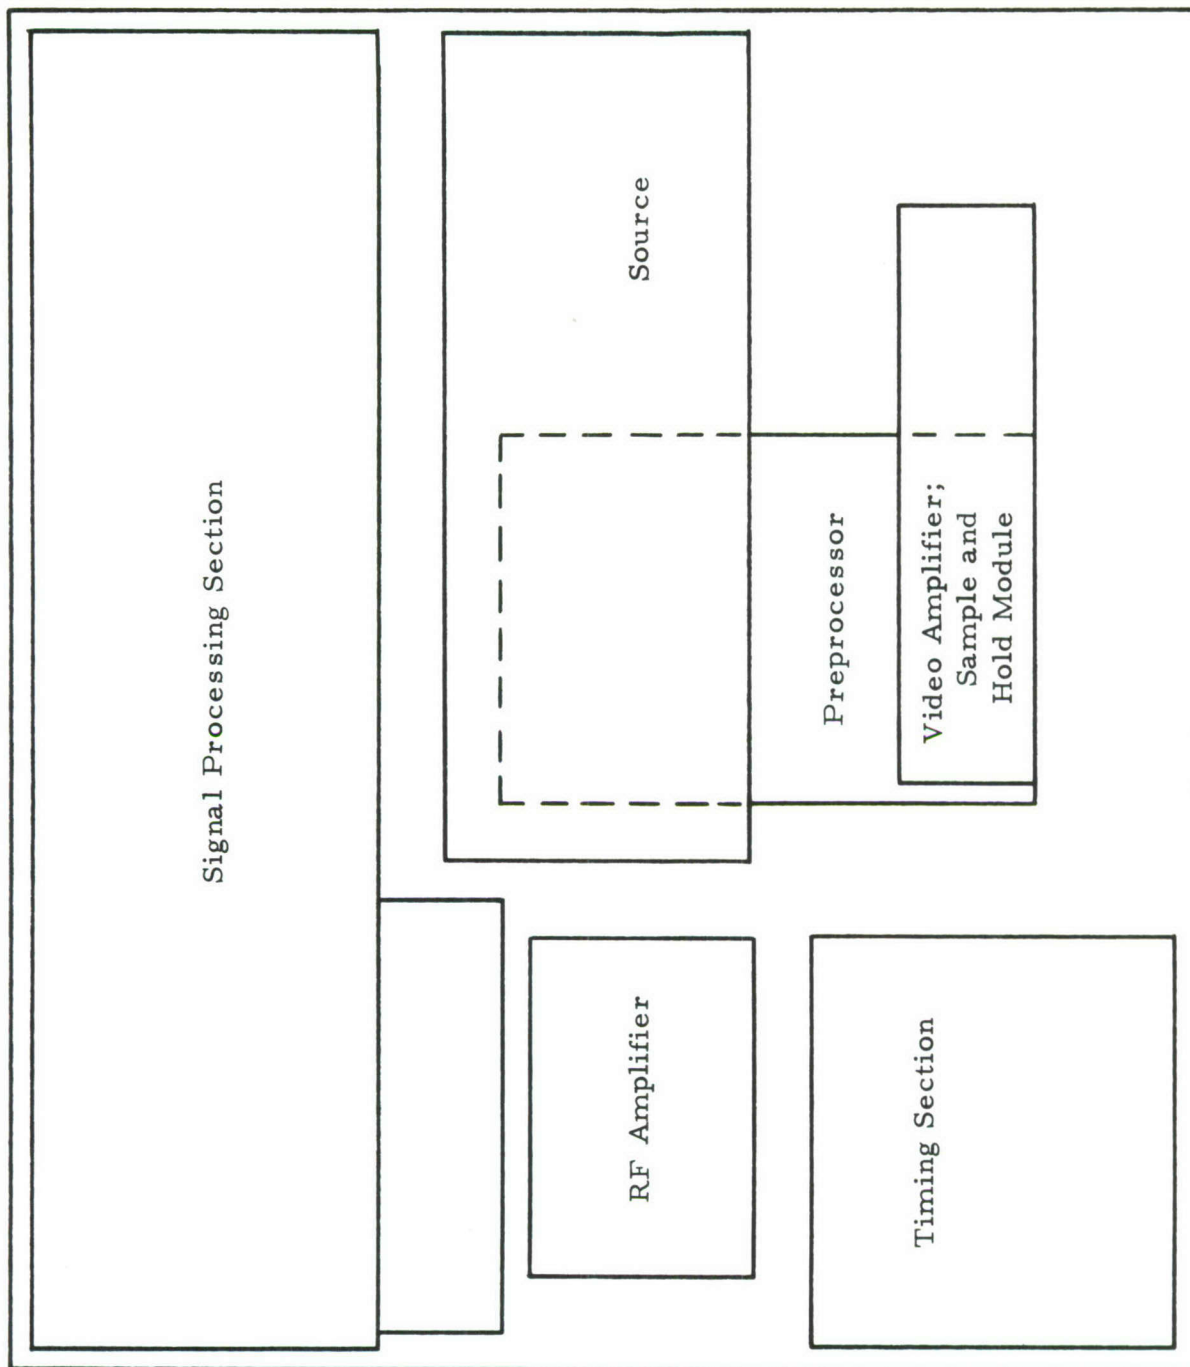 Signal Processing Section
Source
Preprocessor
Video Amplifier;
Sample and
Hold Module
RF Amplifier
Timing Section